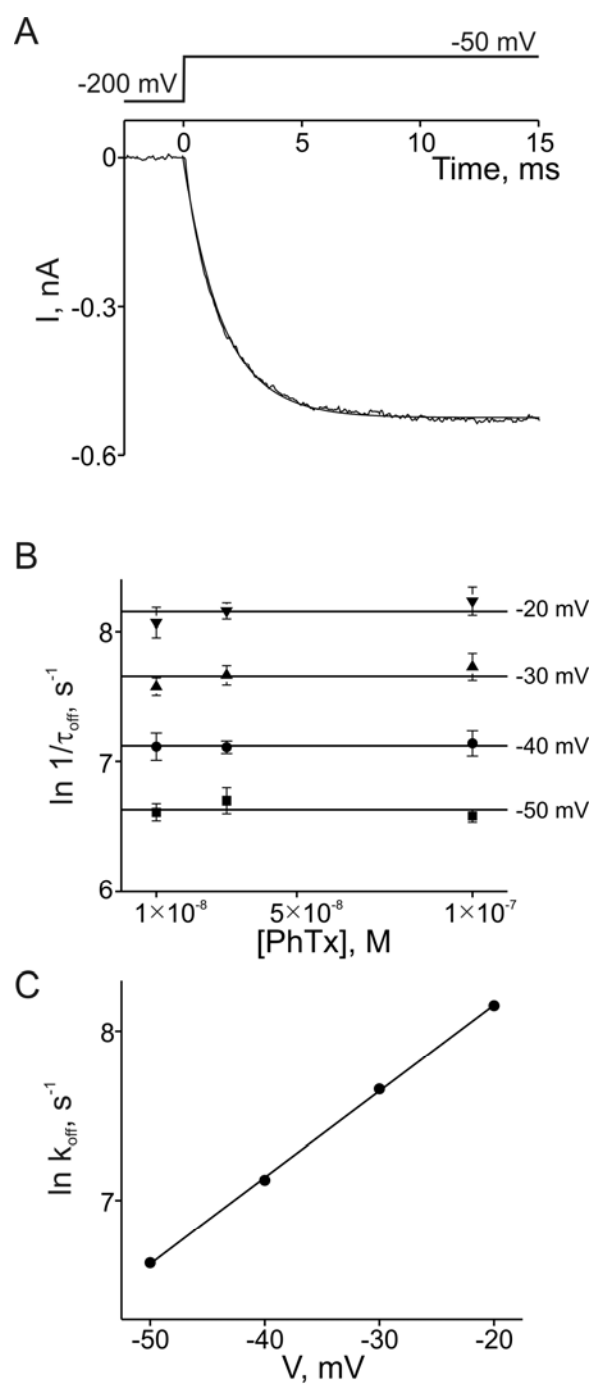 A
-50 mV
-200 mV
0 5 10 15
Time, ms
0
-0.3
-0.6
I, nA
B
-20 mV
8
-30 mV
-40 mV
7
-50 mV
6
ln 1/τoff, s⁻¹
1×10⁻⁸ 5×10⁻⁸ 1×10⁻⁷
[PhTx], M
C
8
7
ln koff, s⁻¹
-50 -40 -30 -20
V, mV